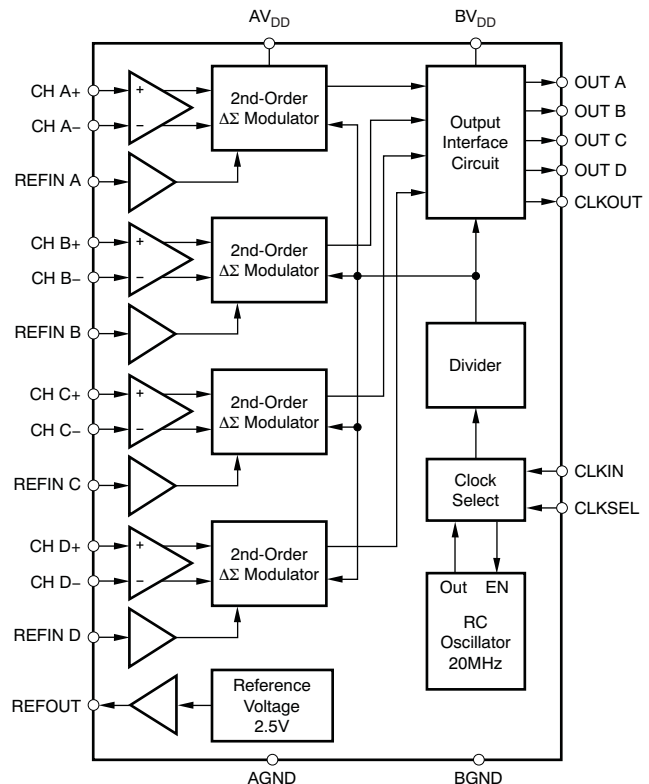 AVDD
BVDD
CH A+
CH A–
REFIN A
+
–
2nd-Order
ΔΣ Modulator
Output
Interface
Circuit
OUT A
OUT B
OUT C
OUT D
CLKOUT
CH B+
CH B–
REFIN B
+
–
2nd-Order
ΔΣ Modulator
Divider
CH C+
CH C–
REFIN C
+
–
2nd-Order
ΔΣ Modulator
Clock
Select
CLKIN
CLKSEL
CH D+
CH D–
REFIN D
+
–
2nd-Order
ΔΣ Modulator
Out EN
RC
Oscillator
20MHz
REFOUT
Reference
Voltage
2.5V
AGND
BGND